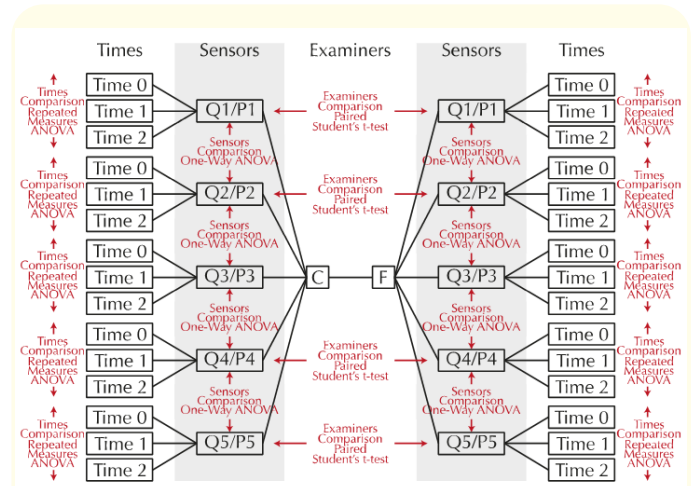 Times Sensors Examiners Sensors Times
Time 0
Time 1
Time 2
Times
Comparison
Repeated
Measures
ANOVA
Q1/P1
Examiners
Comparison
Paired
Student's t-test
Q1/P1
Time 0
Time 1
Time 2
Times
Comparison
Repeated
Measures
ANOVA
Sensors
Comparison
One-Way ANOVA
Sensors
Comparison
One-Way ANOVA
Time 0
Time 1
Time 2
Times
Comparison
Repeated
Measures
ANOVA
Q2/P2
Examiners
Comparison
Paired
Student's t-test
Q2/P2
Time 0
Time 1
Time 2
Times
Comparison
Repeated
Measures
ANOVA
Sensors
Comparison
One-Way ANOVA
Sensors
Comparison
One-Way ANOVA
Time 0
Time 1
Time 2
Times
Comparison
Repeated
Measures
ANOVA
Q3/P3
C
F
Q3/P3
Time 0
Time 1
Time 2
Times
Comparison
Repeated
Measures
ANOVA
Sensors
Comparison
One-Way ANOVA
Sensors
Comparison
One-Way ANOVA
Time 0
Time 1
Time 2
Times
Comparison
Repeated
Measures
ANOVA
Q4/P4
Examiners
Comparison
Paired
Student's t-test
Q4/P4
Time 0
Time 1
Time 2
Times
Comparison
Repeated
Measures
ANOVA
Sensors
Comparison
One-Way ANOVA
Sensors
Comparison
One-Way ANOVA
Time 0
Time 1
Time 2
Times
Comparison
Repeated
Measures
ANOVA
Q5/P5
Examiners
Comparison
Paired
Student's t-test
Q5/P5
Time 0
Time 1
Time 2
Times
Comparison
Repeated
Measures
ANOVA